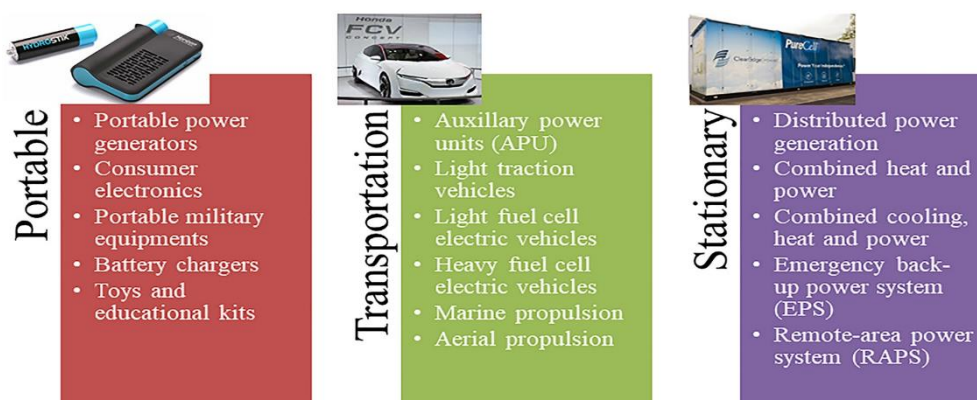 HYDROSTIK
Portable
• Portable power
generators
• Consumer
electronics
• Portable military
equipments
• Battery chargers
• Toys and
educational kits
Honda
FCV
CONCEPT
Transportation
• Auxillary power
units (APU)
• Light traction
vehicles
• Light fuel cell
electric vehicles
• Heavy fuel cell
electric vehicles
• Marine propulsion
• Aerial propulsion
PureCell
ClearEdge
Stationary
• Distributed power
generation
• Combined heat and
power
• Combined cooling,
heat and power
• Emergency back-
up power system
(EPS)
• Remote-area power
system (RAPS)